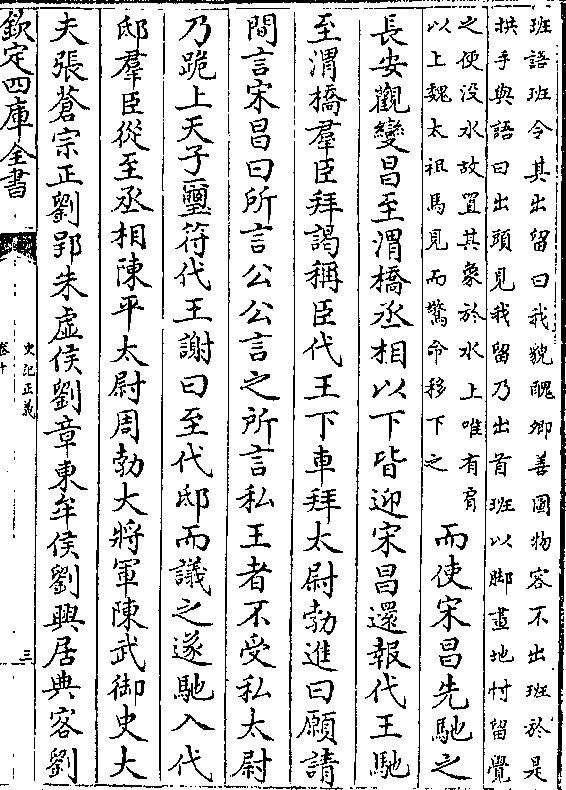 班語班令其出留曰我貌醜卿善圖物容不出班於是
拱手與語曰出頭見我留乃出首班以脚畫地忖留覺
之便没水故置其象於水上唯有肩
以上魏太祖馬見而驚命移下之
而使宋昌先馳之
長安觀變昌至渭橋丞相以下皆迎宋昌還報代王馳
至渭橋羣臣拜謁稱臣代王下車拜太尉勃進曰願請
間言宋昌曰所言公公言之所言私王者不受私太尉
乃跪上天子璽符代王謝曰至代邸而議之遂馳入代
邸羣臣從至丞相陳平太尉周勃大將軍陳武御史大
夫張蒼宗正劉郢朱虛侯劉章東牟侯劉興居典客劉
欽定四庫全書
史記正義
卷十
三